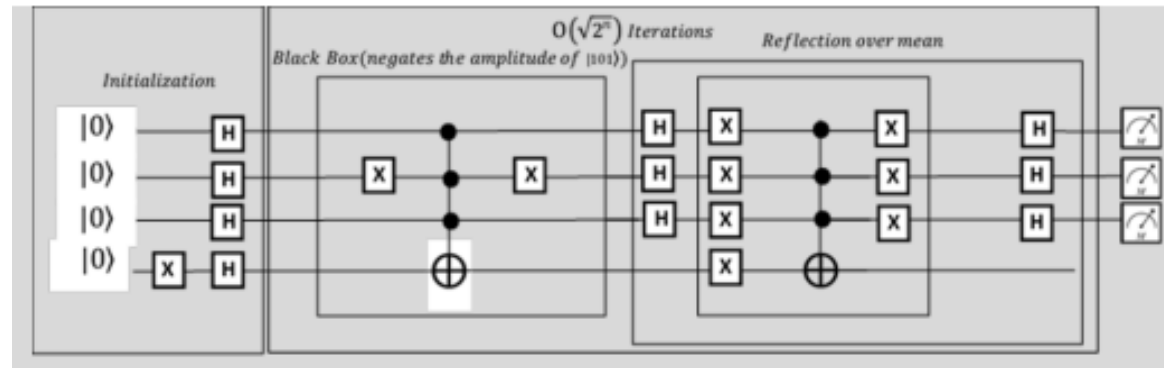 O(√2ⁿ) Iterations
Reflection over mean
Black Box(negates the amplitude of |101⟩)
Initialization
|0⟩ H H X X H
|0⟩ H X X H X X H
|0⟩ H H X X H
|0⟩ X H X